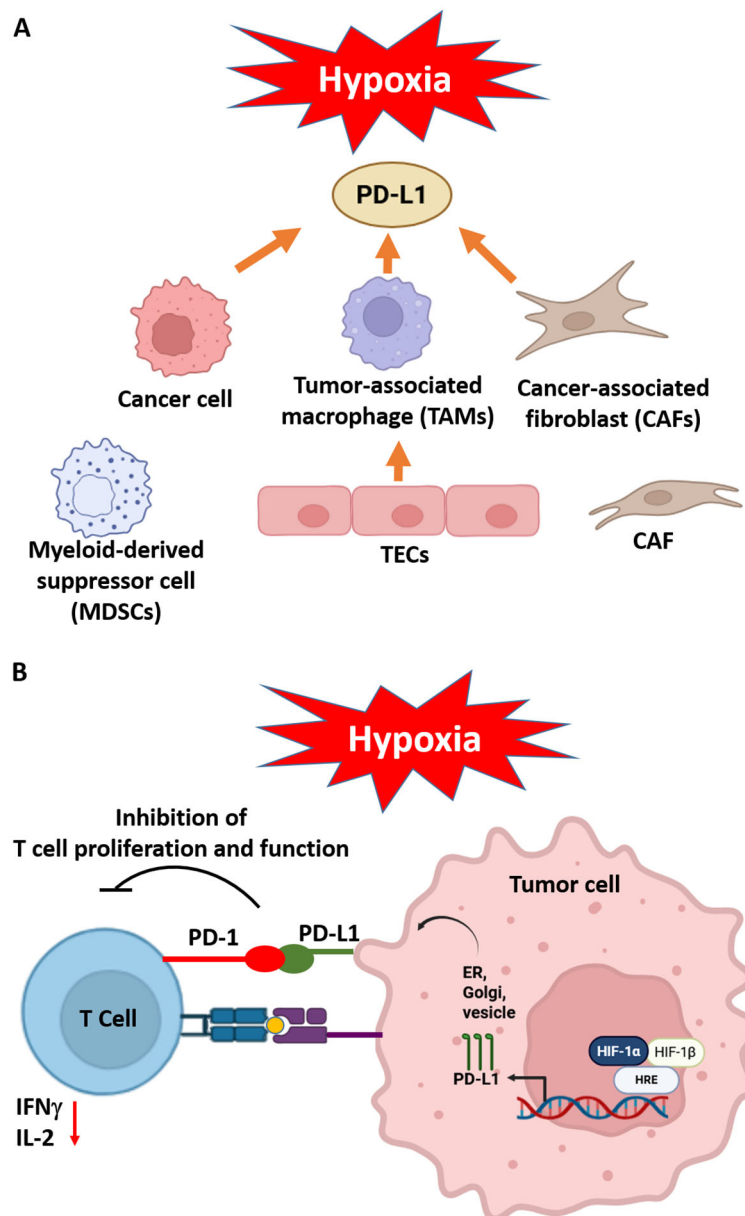 A
Hypoxia
PD-L1
Cancer cell
Tumor-associated
macrophage (TAMs)
Cancer-associated
fibroblast (CAFs)
Myeloid-derived
suppressor cell
(MDSCs)
TECs
CAF
B
Hypoxia
Inhibition of
T cell proliferation and function
Tumor cell
PD-1
PD-L1
ER,
Golgi,
vesicle
T Cell
HIF-1α
HIF-1β
HRE
PD-L1
IFNγ
IL-2